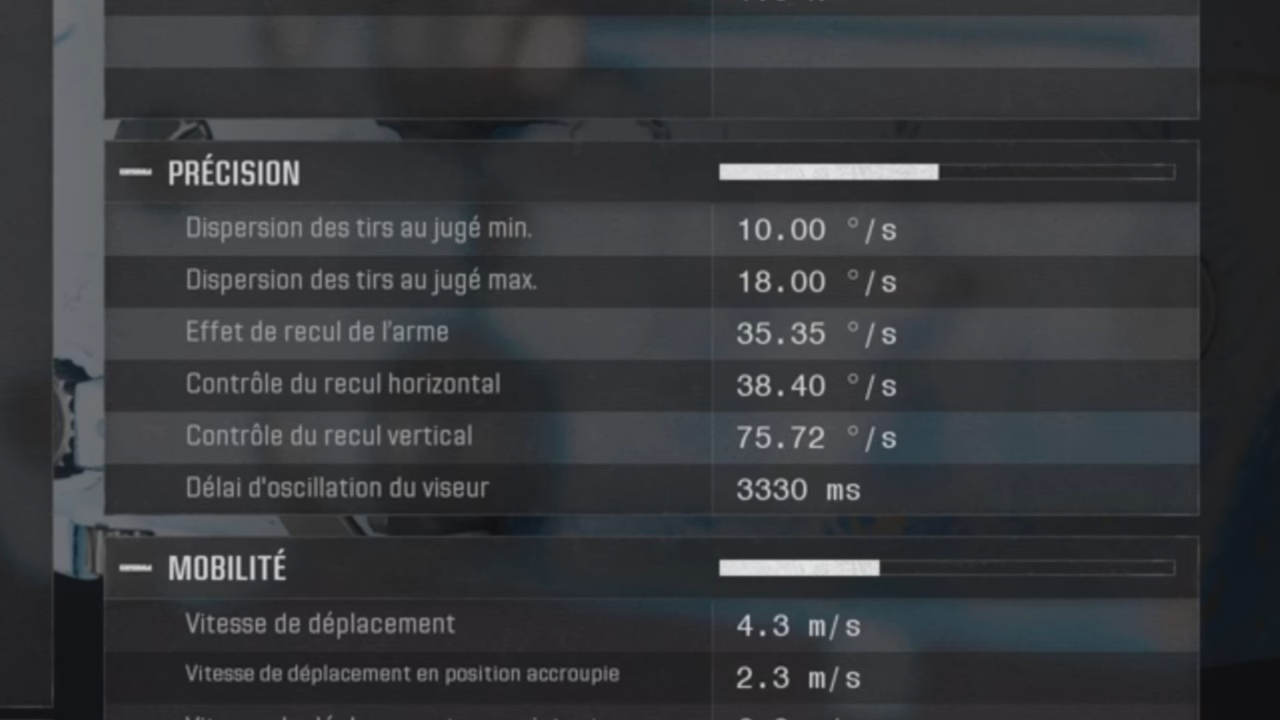 PRÉCISION
Dispersion des tirs au jugé min. 10.00 °/s
Dispersion des tirs au jugé max. 18.00 °/s
Effet de recul de l'arme 35.35 °/s
Contrôle du recul horizontal 38.40 °/s
Contrôle du recul vertical 75.72 °/s
Délai d'oscillation du viseur 3330 ms
MOBILITÉ
Vitesse de déplacement 4.3 m/s
Vitesse de déplacement en position accroupie 2.3 m/s